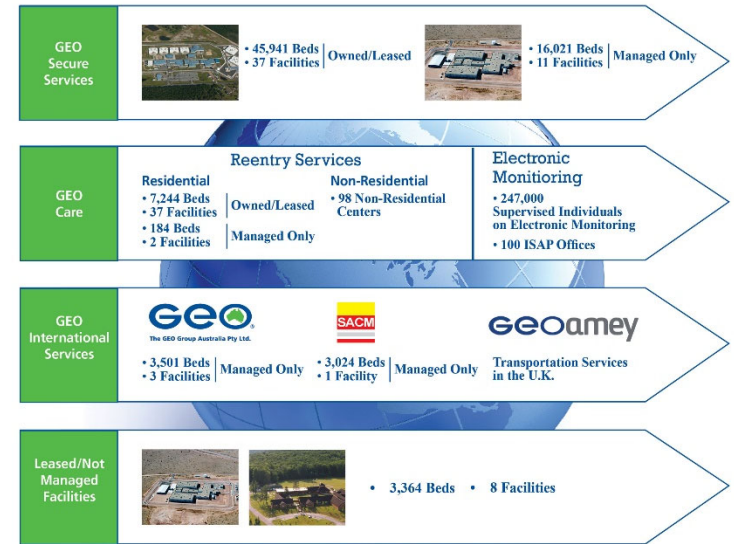 GEO
Secure
Services
• 45,941 Beds
• 37 Facilities
Owned/Leased
• 16,021 Beds
• 11 Facilities
Managed Only
GEO
Care
Reentry Services
Residential
• 7,244 Beds
• 37 Facilities
Owned/Leased
• 184 Beds
• 2 Facilities
Managed Only
Non-Residential
• 98 Non-Residential
Centers
Electronic
Monitioring
• 247,000
Supervised Individuals
on Electronic Monitoring
• 100 ISAP Offices
GEO
International
Services
GEO
The GEO Group Australia Pty Ltd.
• 3,501 Beds
• 3 Facilities
Managed Only
SACM
• 3,024 Beds
• 1 Facility
Managed Only
GEOamey
Transportation Services
in the U.K.
Leased/Not
Managed
Facilities
• 3,364 Beds • 8 Facilities